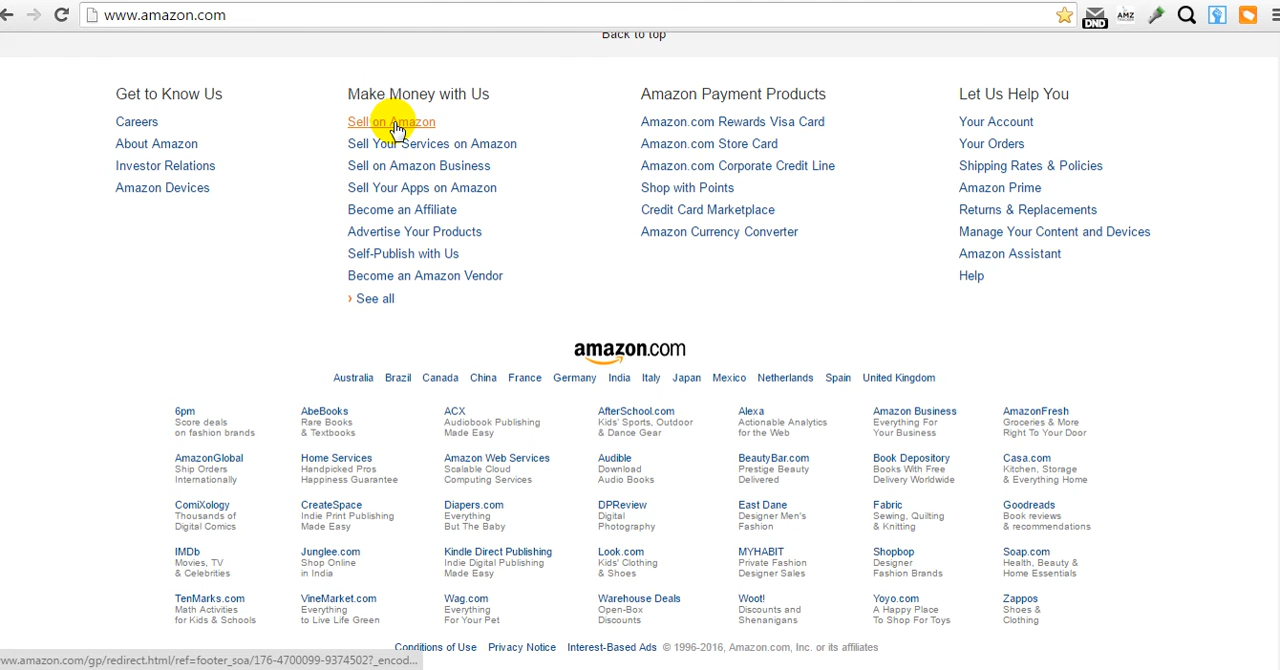 www.amazon.com
DND
AMZ
Back to top
Get to Know Us
Careers
About Amazon
Investor Relations
Amazon Devices
Make Money with Us
Sell on Amazon
Sell Your Services on Amazon
Sell on Amazon Business
Sell Your Apps on Amazon
Become an Affiliate
Advertise Your Products
Self-Publish with Us
Become an Amazon Vendor
› See all
Amazon Payment Products
Amazon.com Rewards Visa Card
Amazon.com Store Card
Amazon.com Corporate Credit Line
Shop with Points
Credit Card Marketplace
Amazon Currency Converter
Let Us Help You
Your Account
Your Orders
Shipping Rates & Policies
Amazon Prime
Returns & Replacements
Manage Your Content and Devices
Amazon Assistant
Help
amazon.com
Australia Brazil Canada China France Germany India Italy Japan Mexico Netherlands Spain United Kingdom
6pm
Score deals
on fashion brands
AbeBooks
Rare Books
& Textbooks
ACX
Audiobook Publishing
Made Easy
AfterSchool.com
Kids' Sports, Outdoor
& Dance Gear
Alexa
Actionable Analytics
for the Web
Amazon Business
Everything For
Your Business
AmazonFresh
Groceries & More
Right To Your Door
AmazonGlobal
Ship Orders
Internationally
Home Services
Handpicked Pros
Happiness Guarantee
Amazon Web Services
Scalable Cloud
Computing Services
Audible
Download
Audio Books
BeautyBar.com
Prestige Beauty
Delivered
Book Depository
Books With Free
Delivery Worldwide
Casa.com
Kitchen, Storage
& Everything Home
ComiXology
Thousands of
Digital Comics
CreateSpace
Indie Print Publishing
Made Easy
Diapers.com
Everything
But The Baby
DPReview
Digital
Photography
East Dane
Designer Men's
Fashion
Fabric
Sewing, Quilting
& Knitting
Goodreads
Book reviews
& recommendations
IMDb
Movies, TV
& Celebrities
Junglee.com
Shop Online
in India
Kindle Direct Publishing
Indie Digital Publishing
Made Easy
Look.com
Kids' Clothing
& Shoes
MYHABIT
Private Fashion
Designer Sales
Shopbop
Designer
Fashion Brands
Soap.com
Health, Beauty &
Home Essentials
TenMarks.com
Math Activities
for Kids & Schools
VineMarket.com
Everything
to Live Life Green
Wag.com
Everything
For Your Pet
Warehouse Deals
Open-Box
Discounts
Woot!
Discounts and
Shenanigans
Yoyo.com
A Happy Place
To Shop For Toys
Zappos
Shoes &
Clothing
Conditions of Use Privacy Notice Interest-Based Ads © 1996-2016, Amazon.com, Inc. or its affiliates
www.amazon.com/gp/redirect.html/ref=footer_soa/176-4700099-9374502?_encod...